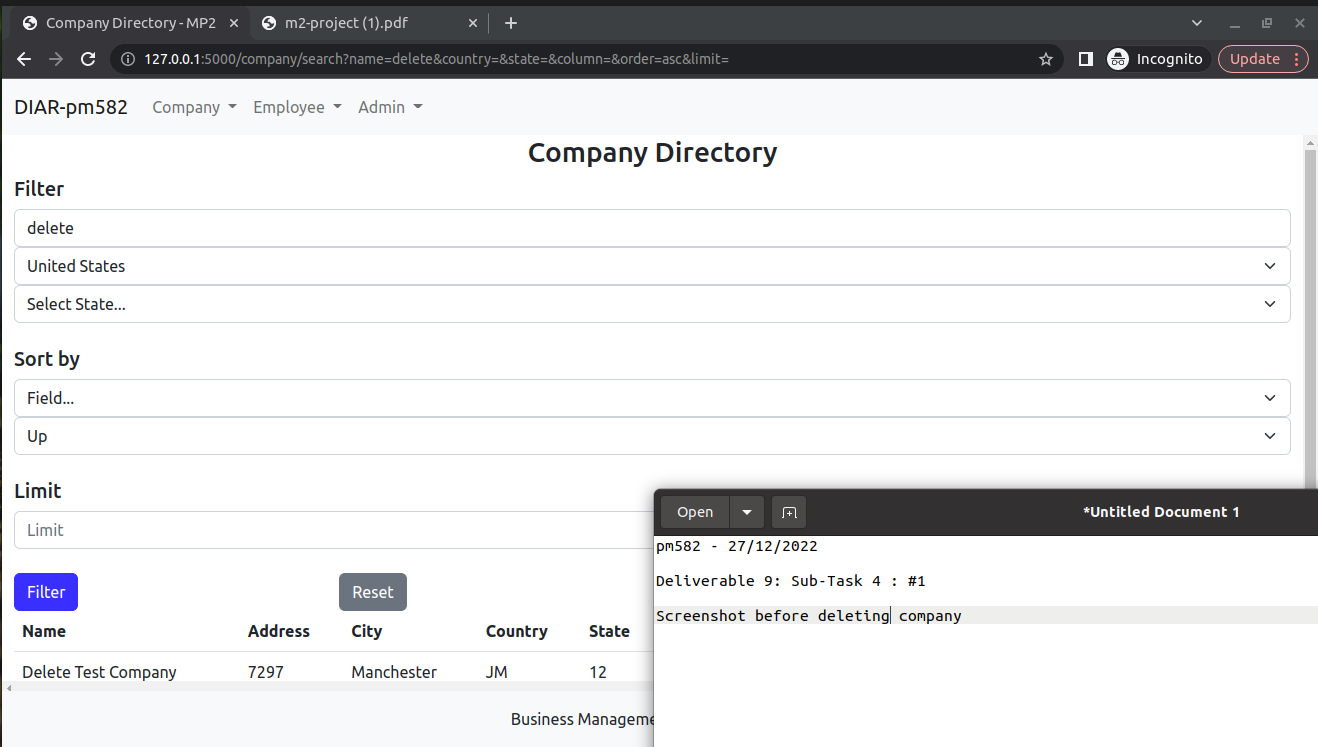 Company Directory - MP2
m2-project (1).pdf
127.0.0.1:5000/company/search?name=delete&country=&state=&column=&order=asc&limit=
Incognito
Update
DIAR-pm582
Company
Employee
Admin
Company Directory
Filter
delete
United States
Select State...
Sort by
Field...
Up
Limit
Limit
Filter
Reset
Name Address City Country State
Delete Test Company 7297 Manchester JM 12
Business Manageme
Open
*Untitled Document 1
pm582 - 27/12/2022
Deliverable 9: Sub-Task 4 : #1
Screenshot before deleting company